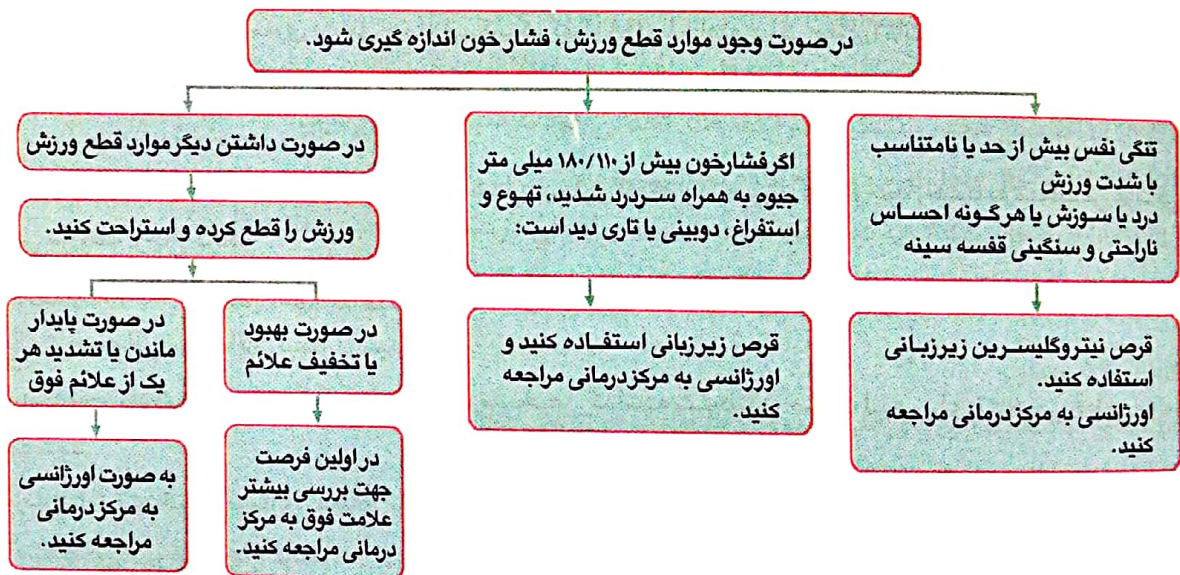 در صورت وجود موارد قطع ورزش، فشار خون اندازه گیری شود.
تنگی نفس بیش از حد یا نامتناسب
با شدت ورزش
درد یا سوزش یا هر گونه احساس
ناراحتی و سنگینی قفسه سینه
قرص نیتروگلیسرین زیرزبانی
استفاده کنید.
اورژانسی به مرکز درمانی مراجعه
کنید.
اگر فشارخون بیش از ۱۸۰/۱۱۰ میلی متر
جیوه به همراه سردرد شدید، تهوع و
استفراغ، دوبینی یا تاری دید است:
قرص زیرزبانی استفاده کنید و
اورژانسی به مرکز درمانی مراجعه
کنید.
در صورت داشتن دیگر موارد قطع ورزش
ورزش را قطع کرده و استراحت کنید.
در صورت بهبود
یا تخفیف علائم
در اولین فرصت
جهت بررسی بیشتر
علامت فوق به مرکز
درمانی مراجعه کنید.
در صورت پایدار
ماندن یا تشدید هر
یک از علائم فوق
به صورت اورژانسی
به مرکز درمانی
مراجعه کنید.